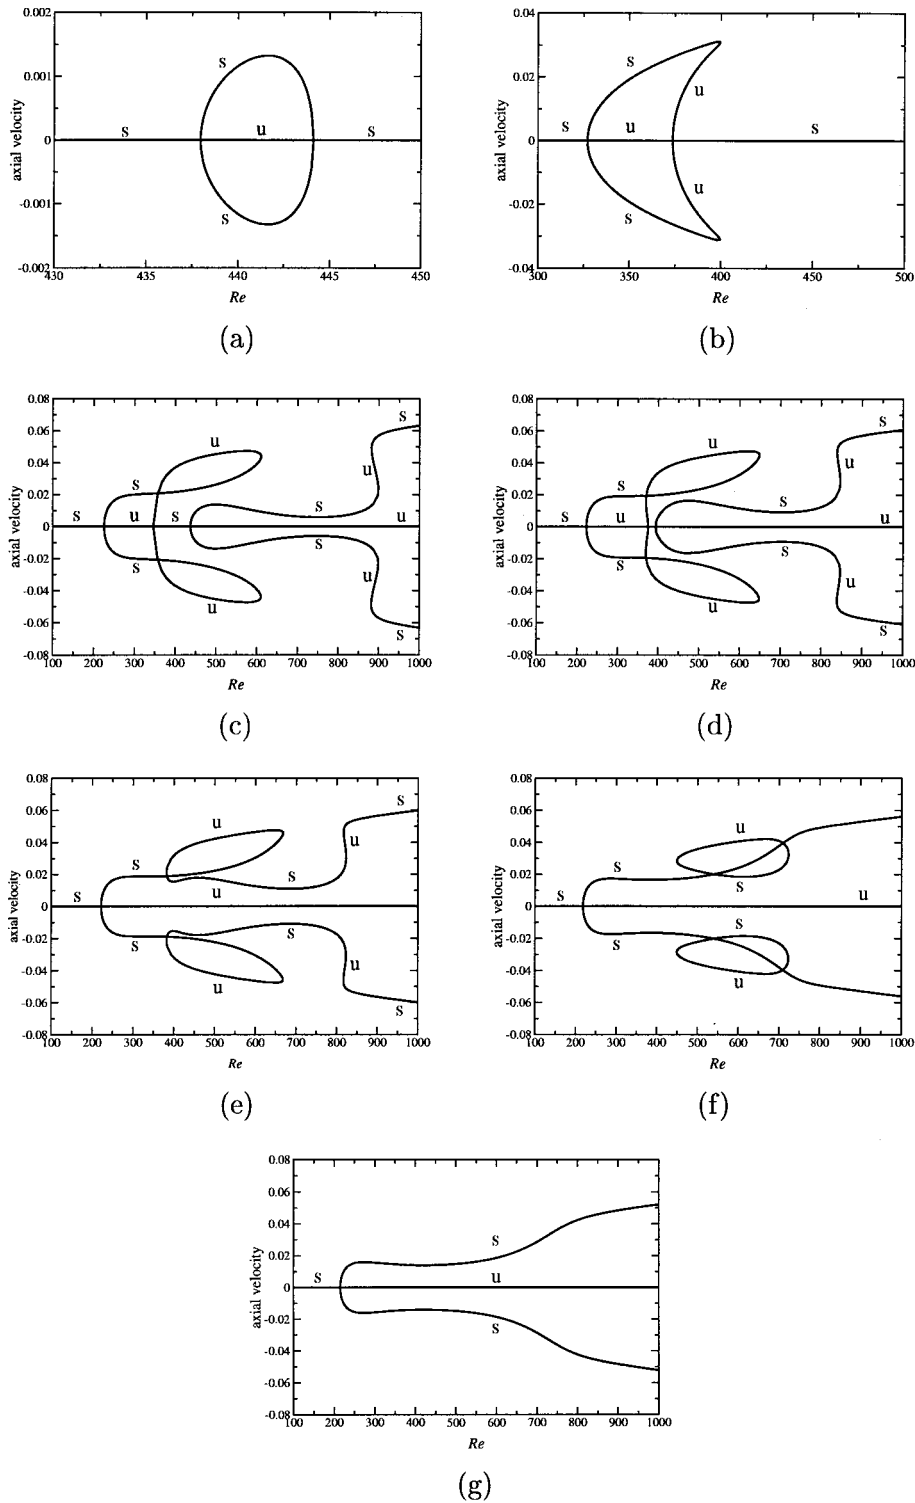 0.002
0.001
0
-0.001
-0.002
axial velocity
s
s
u
s
s
430
435
440
445
450
Re
(a)
0.04
0.02
0
-0.02
-0.04
axial velocity
s
u
s
u
s
u
s
300
350
400
450
500
Re
(b)
0.08
0.06
0.04
0.02
0
-0.02
-0.04
-0.06
-0.08
axial velocity
s
u
u
s
s
s
u
s
u
s
s
u
u
s
100 200 300 400 500 600 700 800 900 1000
Re
(c)
0.08
0.06
0.04
0.02
0
-0.02
-0.04
-0.06
-0.08
axial velocity
s
u
u
s
s
s
u
u
s
s
u
u
s
100 200 300 400 500 600 700 800 900 1000
Re
(d)
0.08
0.06
0.04
0.02
0
-0.02
-0.04
-0.06
-0.08
axial velocity
s
u
u
s
s
s
u
s
s
u
u
s
100 200 300 400 500 600 700 800 900 1000
Re
(e)
0.08
0.06
0.04
0.02
0
-0.02
-0.04
-0.06
-0.08
axial velocity
u
s
s
s
u
s
s
u
100 200 300 400 500 600 700 800 900 1000
Re
(f)
0.08
0.06
0.04
0.02
0
-0.02
-0.04
-0.06
-0.08
axial velocity
s
s
u
s
100 200 300 400 500 600 700 800 900 1000
Re
(g)